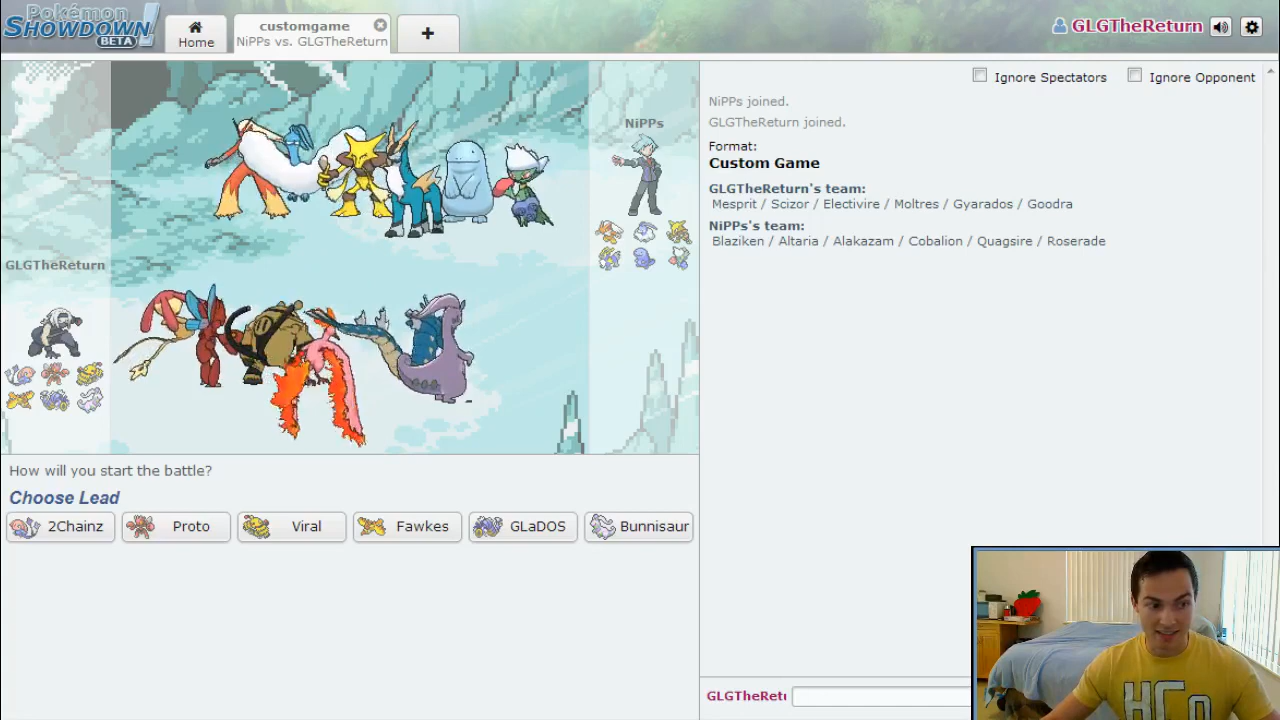 Pokémon
SHOWDOWN!
BETA
Home
customgame
NiPPs vs. GLGTheReturn
+
GLGTheReturn
Ignore Spectators
Ignore Opponent
NiPPs
GLGTheReturn
NiPPs joined.
GLGTheReturn joined.
Format:
Custom Game
GLGTheReturn's team:
Mesprit / Scizor / Electivire / Moltres / Gyarados / Goodra
NiPPs's team:
Blaziken / Altaria / Alakazam / Cobalion / Quagsire / Roserade
How will you start the battle?
Choose Lead
2Chainz
Proto
Viral
Fawkes
GLaDOS
Bunnisaur
GLGTheRetu